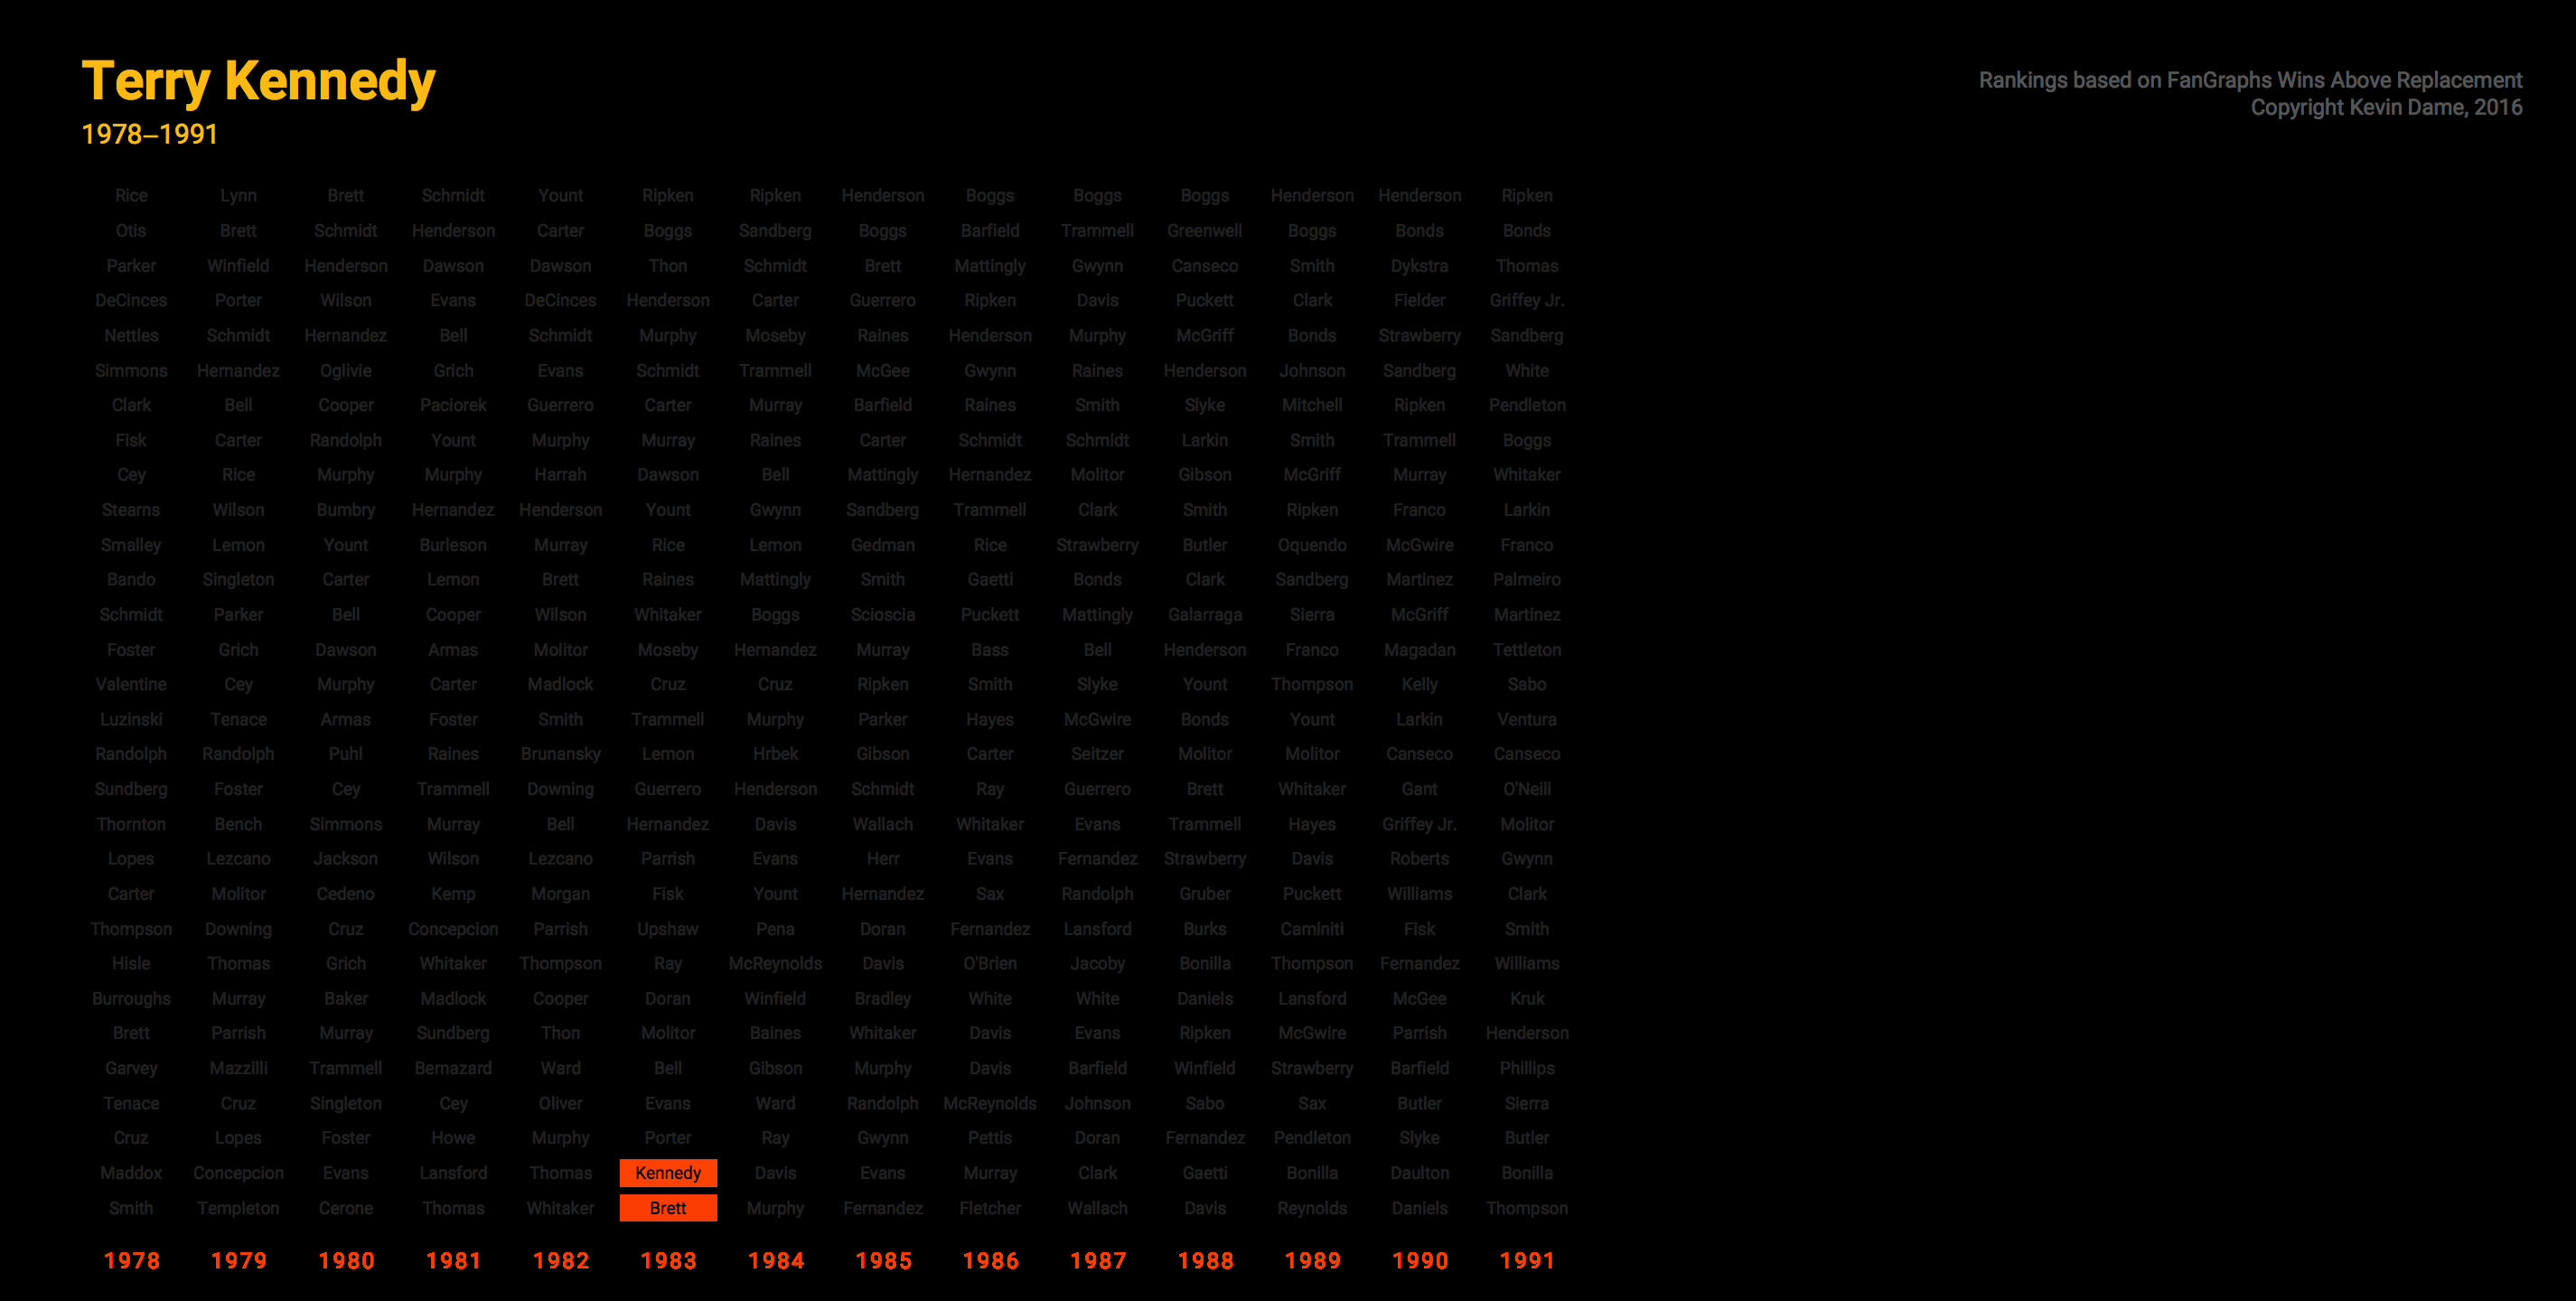 Terry Kennedy
1978–1991
Rankings based on FanGraphs Wins Above Replacement
Copyright Kevin Dame, 2016
Rice Lynn Brett Schmidt Yount Ripken Ripken Henderson Boggs Boggs Boggs Henderson Henderson Ripken
Otis Brett Schmidt Henderson Carter Boggs Sandberg Boggs Barfield Trammell Greenwell Boggs Bonds Bonds
Parker Winfield Henderson Dawson Dawson Thon Schmidt Brett Mattingly Gwynn Canseco Smith Dykstra Thomas
DeCinces Porter Wilson Evans DeCinces Henderson Carter Guerrero Ripken Davis Puckett Clark Fielder Griffey Jr.
Nettles Schmidt Hernandez Bell Schmidt Murphy Moseby Raines Henderson Murphy McGriff Bonds Strawberry Sandberg
Simmons Hernandez Oglivie Grich Evans Schmidt Trammell McGee Gwynn Raines Henderson Johnson Sandberg White
Clark Bell Cooper Paciorek Guerrero Carter Murray Barfield Raines Smith Slyke Mitchell Ripken Pendleton
Fisk Carter Randolph Yount Murphy Murray Raines Carter Schmidt Schmidt Larkin Smith Trammell Boggs
Cey Rice Murphy Murphy Harrah Dawson Bell Mattingly Hernandez Molitor Gibson McGriff Murray Whitaker
Stearns Wilson Bumbry Hernandez Henderson Yount Gwynn Sandberg Trammell Clark Smith Ripken Franco Larkin
Smalley Lemon Yount Burleson Murray Rice Lemon Gedman Rice Strawberry Butler Oquendo McGwire Franco
Bando Singleton Carter Lemon Brett Raines Mattingly Smith Gaetti Bonds Clark Sandberg Martinez Palmeiro
Schmidt Parker Bell Cooper Wilson Whitaker Boggs Scioscia Puckett Mattingly Galarraga Sierra McGriff Martinez
Foster Grich Dawson Armas Molitor Moseby Hernandez Murray Bass Bell Henderson Franco Magadan Tettleton
Valentine Cey Murphy Carter Madlock Cruz Cruz Ripken Smith Slyke Yount Thompson Kelly Sabo
Luzinski Tenace Armas Foster Smith Trammell Murphy Parker Hayes McGwire Bonds Yount Larkin Ventura
Randolph Randolph Puhl Raines Brunansky Lemon Hrbek Gibson Carter Seitzer Molitor Molitor Canseco Canseco
Sundberg Foster Cey Trammell Downing Guerrero Henderson Schmidt Ray Guerrero Brett Whitaker Gant O'Neill
Thornton Bench Simmons Murray Bell Hernandez Davis Wallach Whitaker Evans Trammell Hayes Griffey Jr. Molitor
Lopes Lezcano Jackson Wilson Lezcano Parrish Evans Herr Evans Fernandez Strawberry Davis Roberts Gwynn
Carter Molitor Cedeno Kemp Morgan Fisk Yount Hernandez Sax Randolph Gruber Puckett Williams Clark
Thompson Downing Cruz Concepcion Parrish Upshaw Pena Doran Fernandez Lansford Burks Caminiti Fisk Smith
Hisle Thomas Grich Whitaker Thompson Ray McReynolds Davis O'Brien Jacoby Bonilla Thompson Fernandez Williams
Burroughs Murray Baker Madlock Cooper Doran Winfield Bradley White White Daniels Lansford McGee Kruk
Brett Parrish Murray Sundberg Thon Molitor Baines Whitaker Davis Evans Ripken McGwire Parrish Henderson
Garvey Mazzilli Trammell Bernazard Ward Bell Gibson Murphy Davis Barfield Winfield Strawberry Barfield Phillips
Tenace Cruz Singleton Cey Oliver Evans Ward Randolph McReynolds Johnson Sabo Sax Butler Sierra
Cruz Lopes Foster Howe Murphy Porter Ray Gwynn Pettis Doran Fernandez Pendleton Slyke Butler
Maddox Concepcion Evans Lansford Thomas Kennedy Davis Evans Murray Clark Gaetti Bonilla Daulton Bonilla
Smith Templeton Cerone Thomas Whitaker Brett Murphy Fernandez Fletcher Wallach Davis Reynolds Daniels Thompson
1978 1979 1980 1981 1982 1983 1984 1985 1986 1987 1988 1989 1990 1991